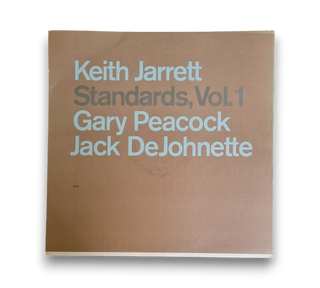 Keith Jarrett
Standards, Vol. 1
Gary Peacock
Jack DeJohnette